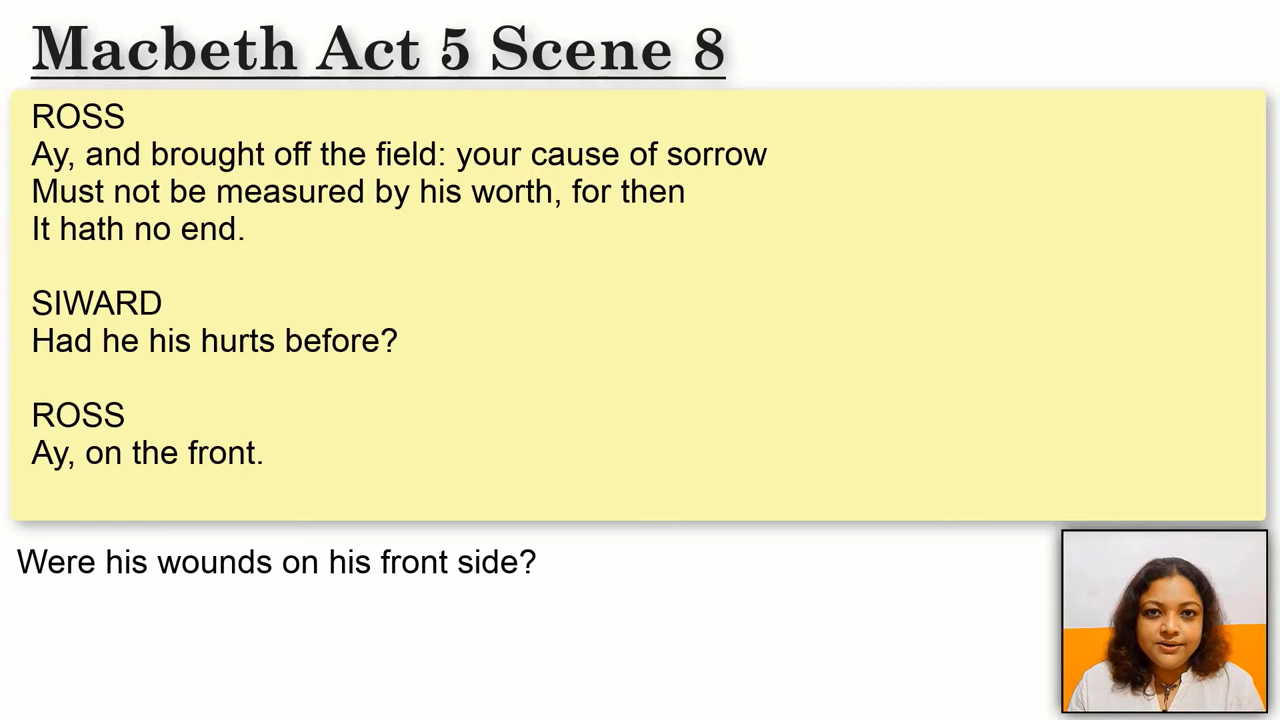 Macbeth Act 5 Scene 8
ROSS
Ay, and brought off the field: your cause of sorrow
Must not be measured by his worth, for then
It hath no end.
SIWARD
Had he his hurts before?
ROSS
Ay, on the front.
Were his wounds on his front side?